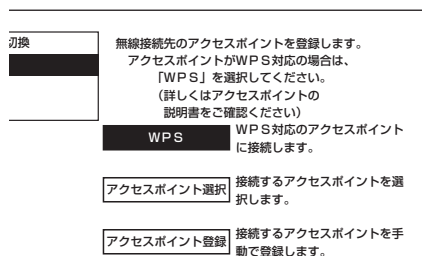 切換
無線接続先のアクセスポイントを登録します。
アクセスポイントがＷＰＳ対応の場合は、
「ＷＰＳ」を選択してください。
（詳しくはアクセスポイントの
説明書をご確認ください）
ＷＰＳ
ＷＰＳ対応のアクセスポイント
に接続します。
アクセスポイント選択
接続するアクセスポイントを選
択します。
アクセスポイント登録
接続するアクセスポイントを手
動で登録します。